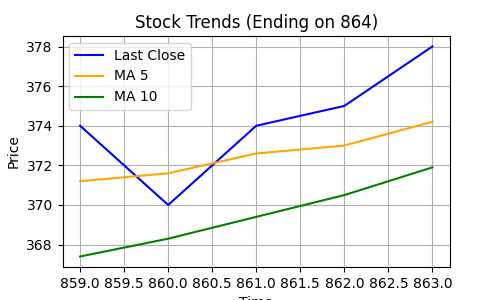 Stock Trends (Ending on 864)
Last Close
MA 5
MA 10
Price
378
376
374
372
370
368
859.0 859.5 860.0 860.5 861.0 861.5 862.0 862.5 863.0
Time